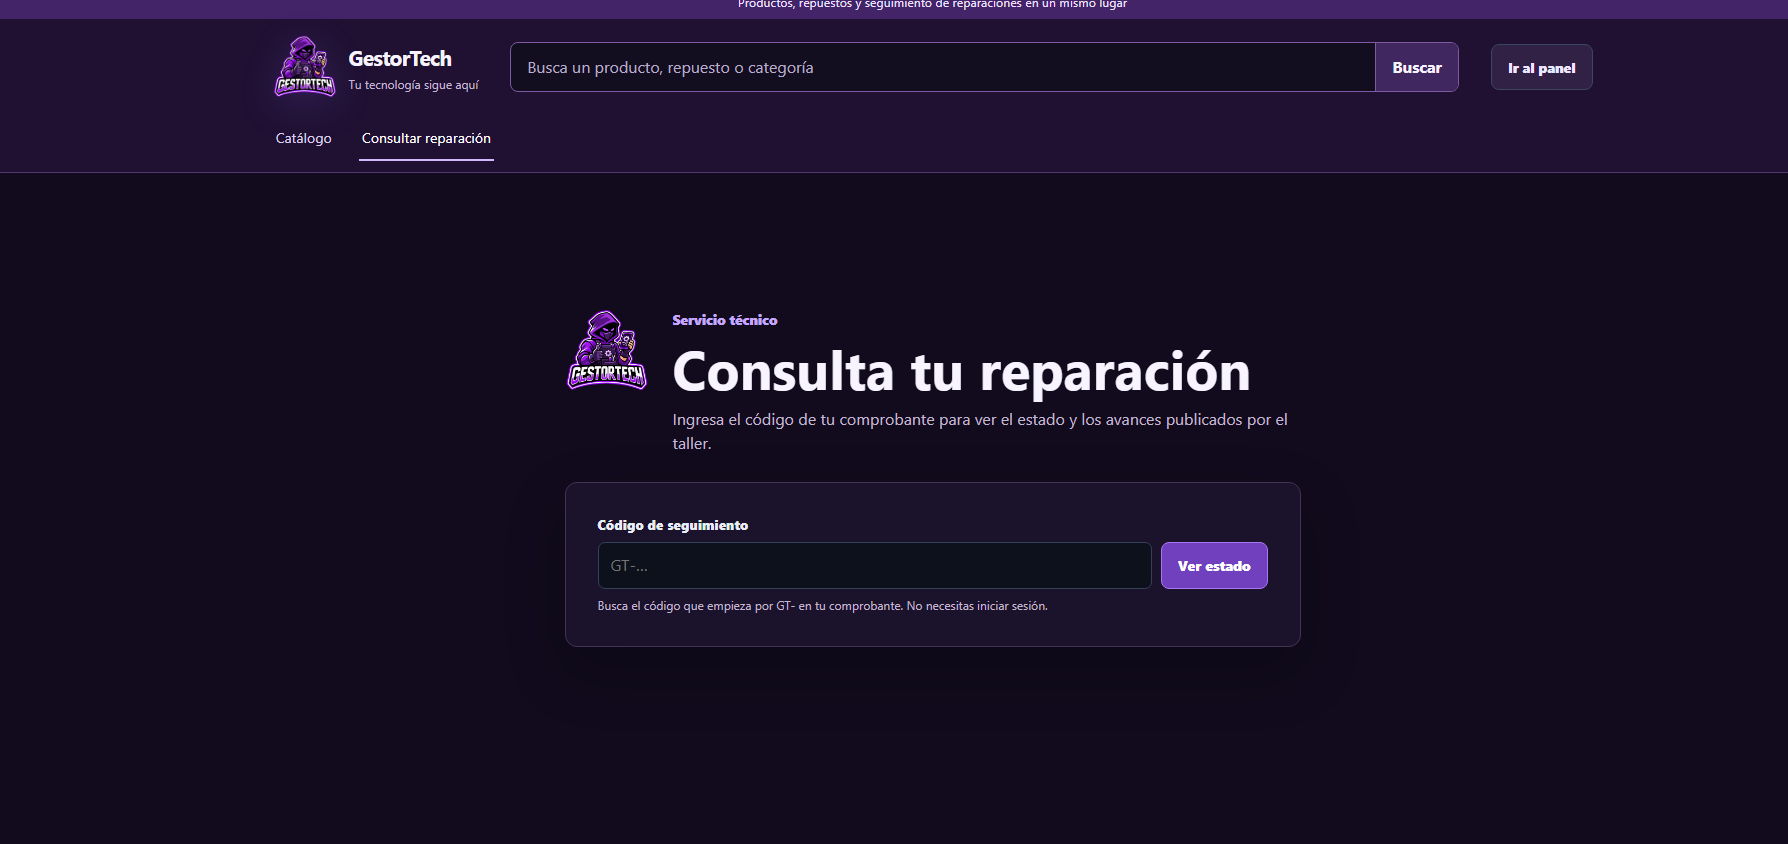 Productos, repuestos y seguimiento de reparaciones en un mismo lugar
GESTORTECH
GestorTech
Tu tecnología sigue aquí
Busca un producto, repuesto o categoría
Buscar
Ir al panel
Catálogo
Consultar reparación
GESTORTECH
Servicio técnico
Consulta tu reparación
Ingresa el código de tu comprobante para ver el estado y los avances publicados por el
taller.
Código de seguimiento
GT-...
Ver estado
Busca el código que empieza por GT- en tu comprobante. No necesitas iniciar sesión.